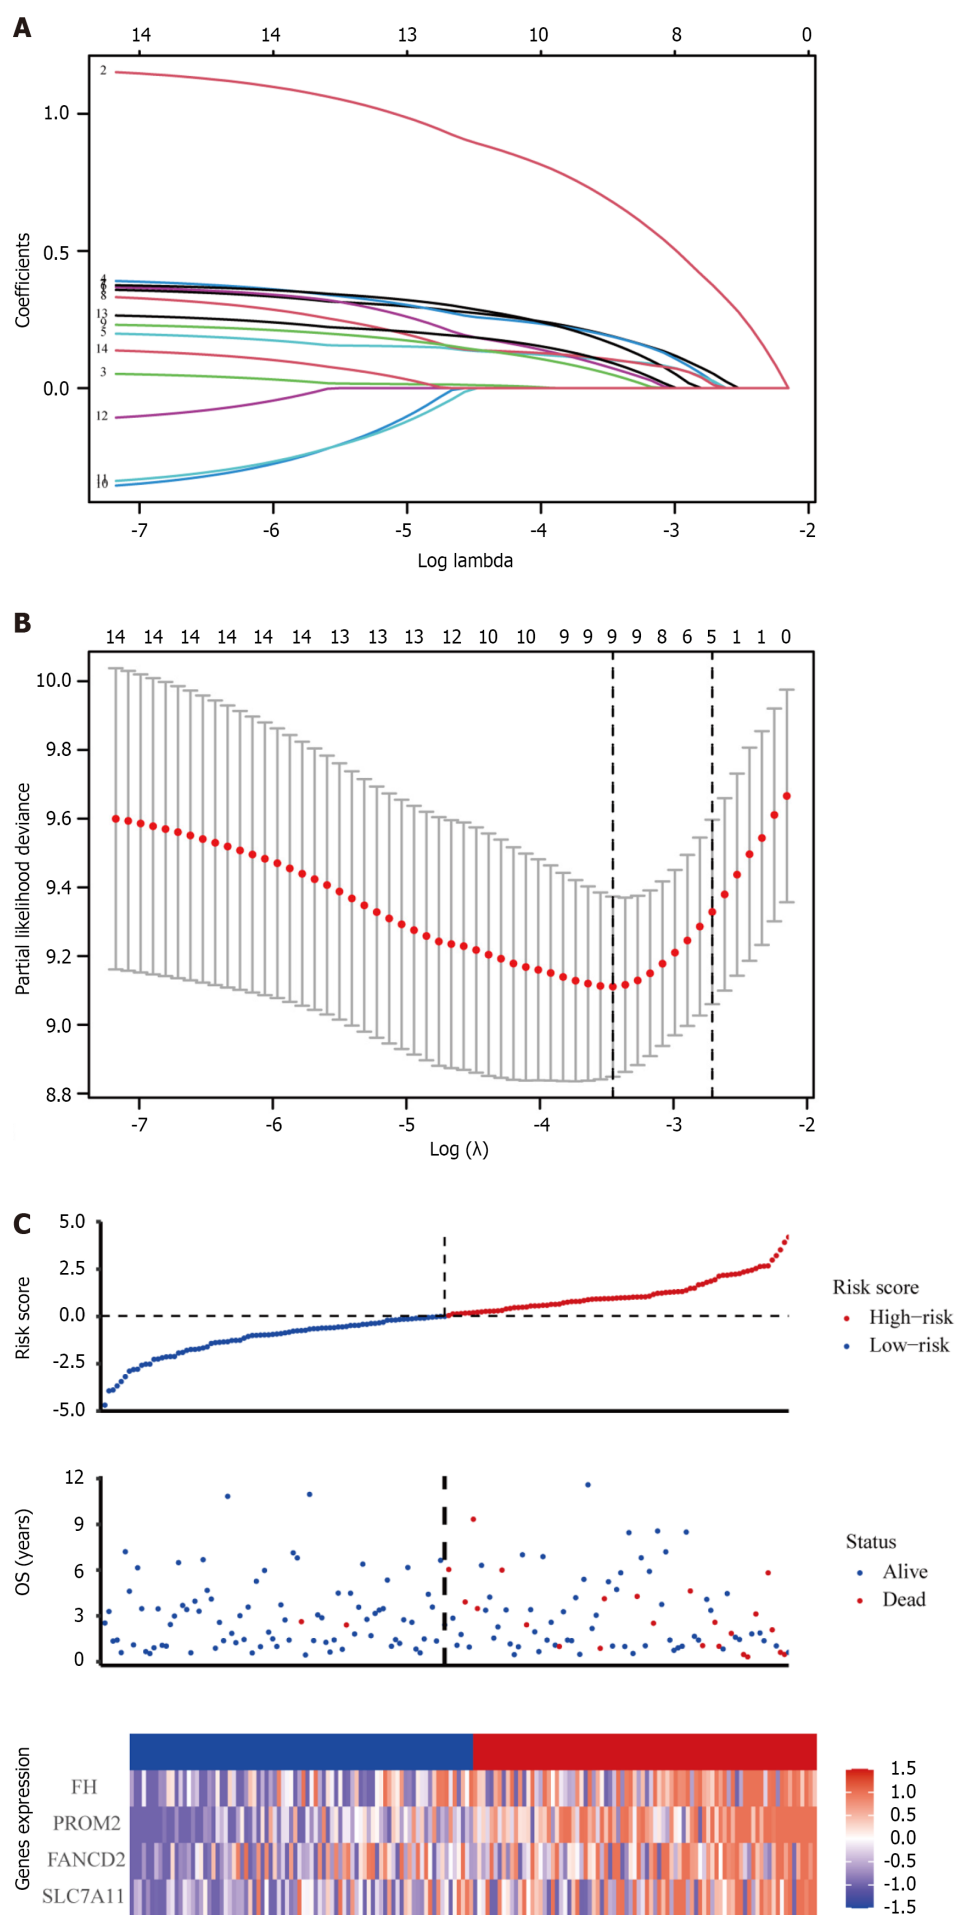 A
14 14 13 10 8 0
Coefficients
1.0
0.5
0.0
2
4
8
13
9
5
14
3
12
11
10
-7 -6 -5 -4 -3 -2
Log lambda
B
14 14 14 14 14 14 13 13 13 12 10 10 9 9 9 9 8 6 5 1 1 0
Partial likelihood deviance
10.0
9.8
9.6
9.4
9.2
9.0
8.8
-7 -6 -5 -4 -3 -2
Log (λ)
C
Risk score
5.0
2.5
0.0
-2.5
-5.0
Risk score
High-risk
Low-risk
OS (years)
12
9
6
3
0
Status
Alive
Dead
Genes expression
FH
PROM2
FANCD2
SLC7A11
1.5
1.0
0.5
0.0
-0.5
-1.0
-1.5